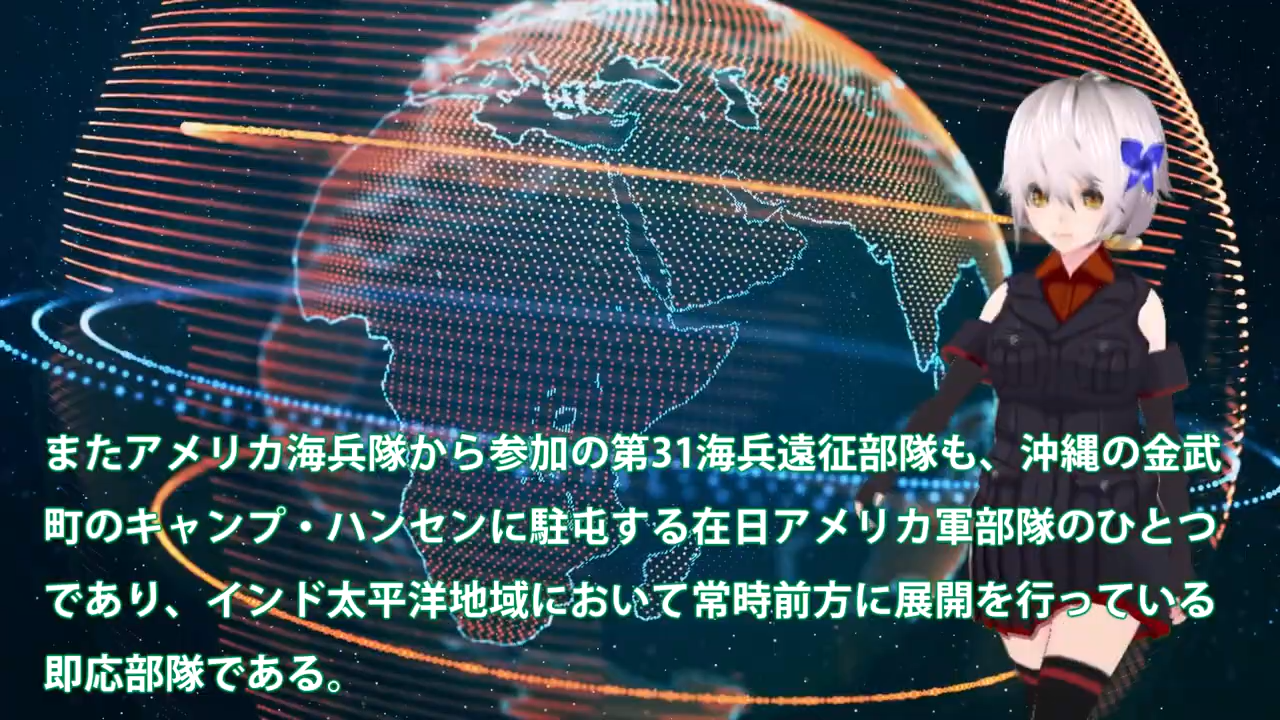 またアメリカ海兵隊から参加の第31海兵遠征部隊も、沖縄の金武
町のキャンプ・ハンセンに駐屯する在日アメリカ軍部隊のひとつ
であり、インド太平洋地域において常時前方に展開を行っている
即応部隊である。